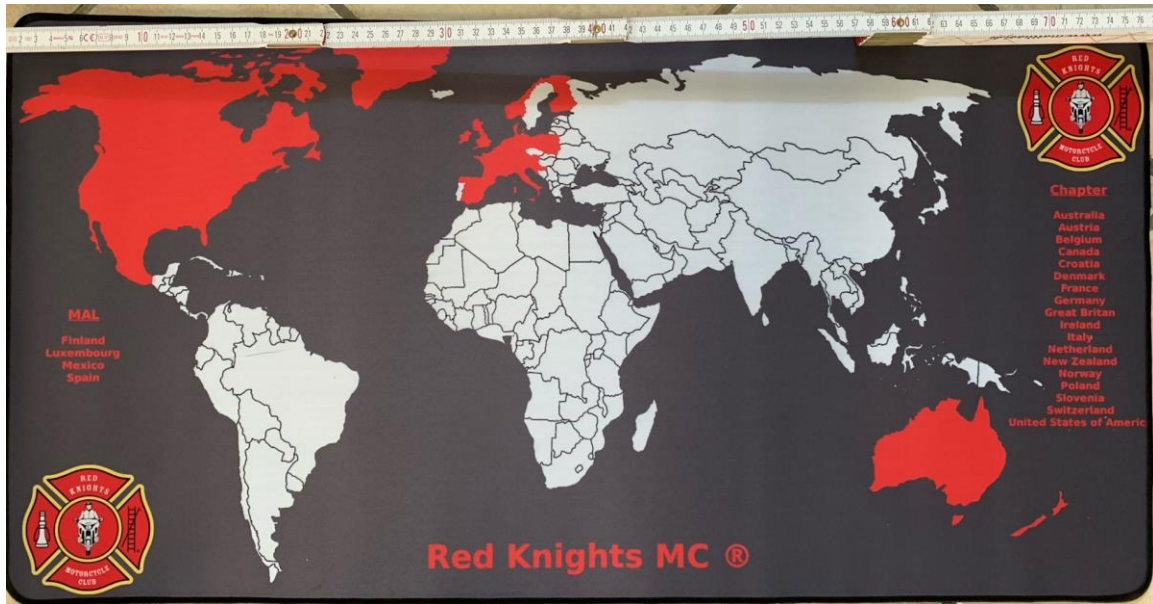 RED
KNIGHTS
MOTORCYCLE
CLUB
Chapter
Australia
Austria
Belgium
Canada
Croatia
Denmark
France
Germany
Great Britan
Ireland
Italy
Netherland
New Zealand
Norway
Poland
Slovenia
Switzerland
United States of Americ
MAL
Finland
Luxembourg
Mexico
Spain
RED
KNIGHTS
MOTORCYCLE
CLUB
Red Knights MC ®